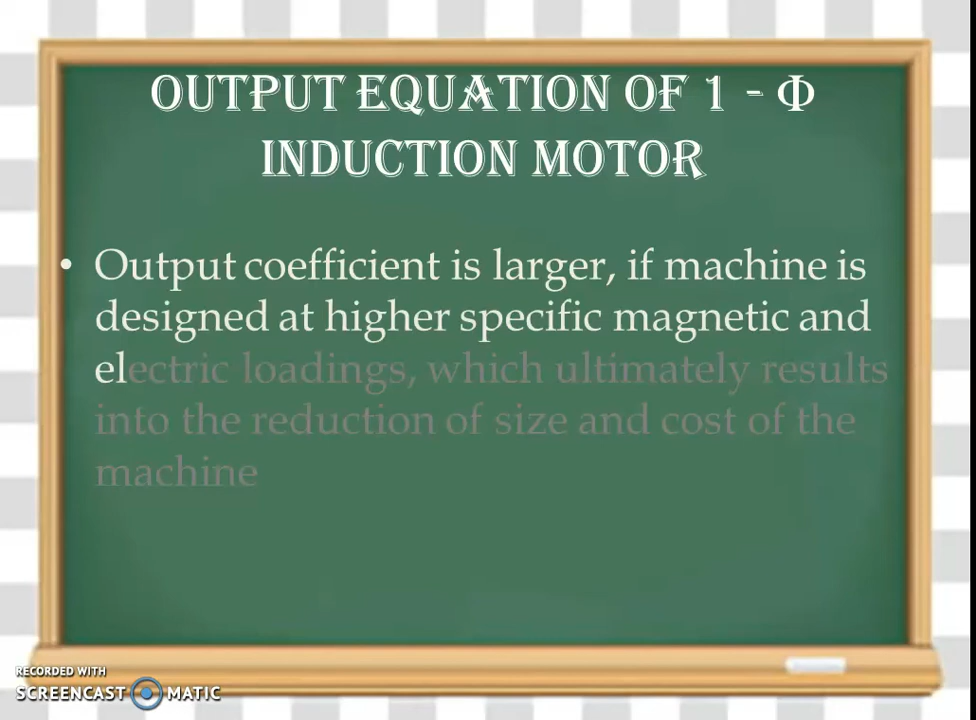 OUTPUT EQUATION OF 1 - Φ
INDUCTION MOTOR
• Output coefficient is larger, if machine is
designed at higher specific magnetic and
electric loadings, which ultimately results
into the reduction of size and cost of the
machine
RECORDED WITH
SCREENCAST MATIC